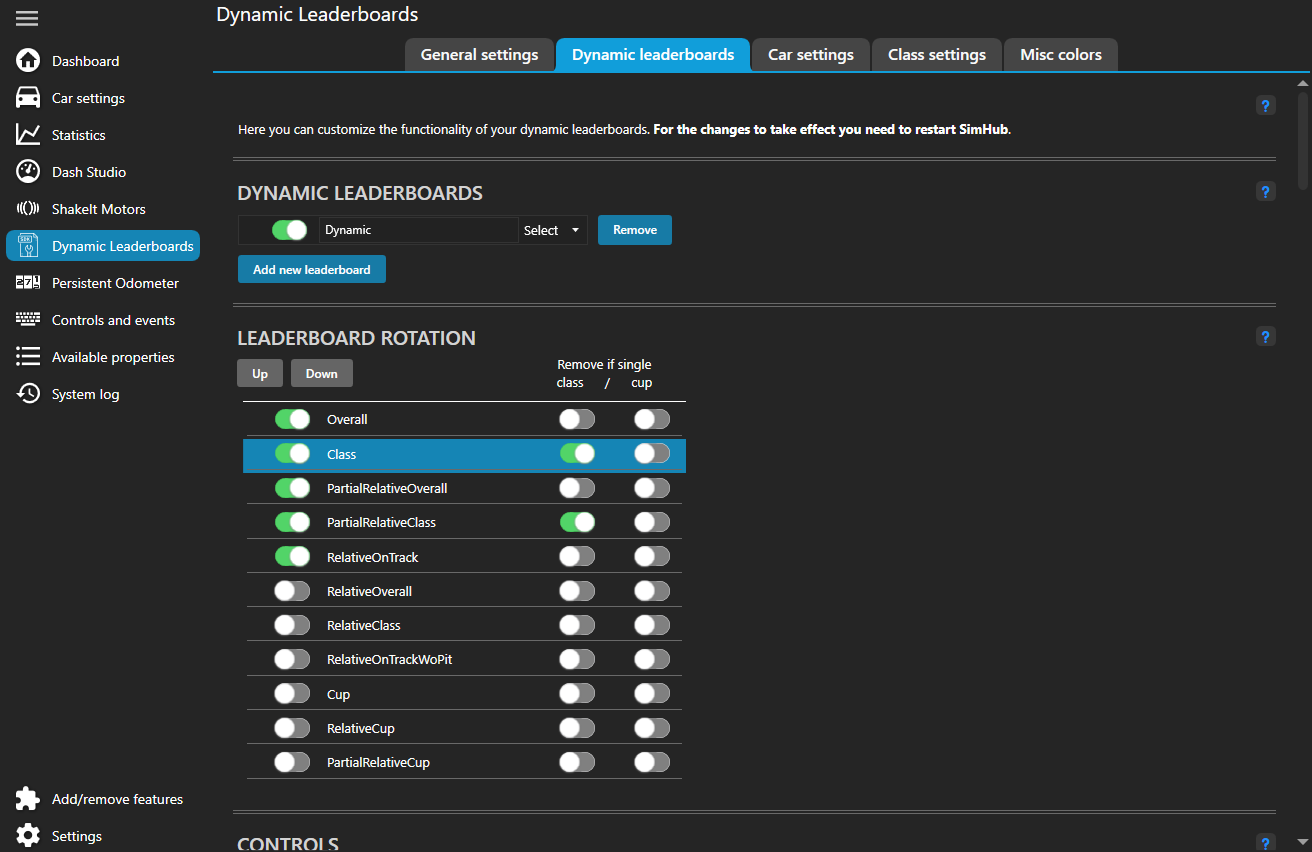 Dynamic Leaderboards
General settings
Dynamic leaderboards
Car settings
Class settings
Misc colors
Dashboard
Car settings
Statistics
Dash Studio
ShakeIt Motors
Dynamic Leaderboards
Persistent Odometer
Controls and events
Available properties
System log
Add/remove features
Settings
?
Here you can customize the functionality of your dynamic leaderboards. For the changes to take effect you need to restart SimHub.
DYNAMIC LEADERBOARDS
?
Dynamic
Select
Remove
Add new leaderboard
LEADERBOARD ROTATION
?
Up
Down
Remove if single
class / cup
Overall
Class
PartialRelativeOverall
PartialRelativeClass
RelativeOnTrack
RelativeOverall
RelativeClass
RelativeOnTrackWoPit
Cup
RelativeCup
PartialRelativeCup
CONTROLS
?